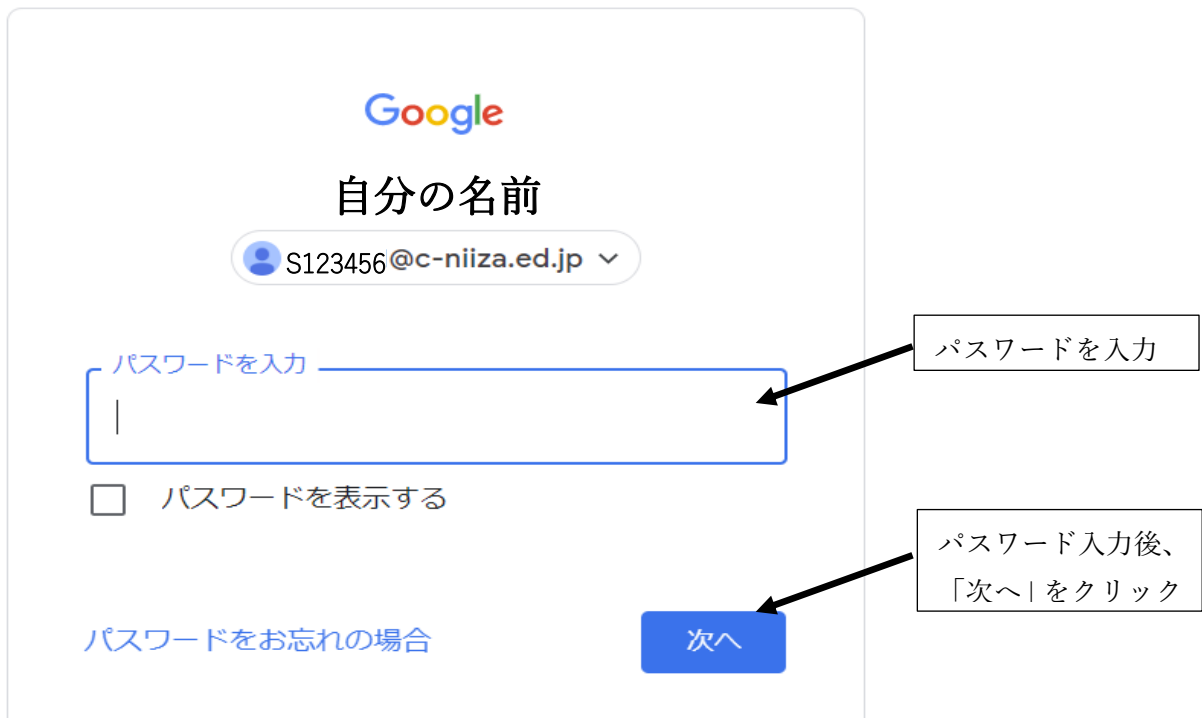 Google
自分の名前
S123456@c-niiza.ed.jp
パスワードを入力
パスワードを入力
パスワードを表示する
パスワード入力後、
「次へ」をクリック
パスワードをお忘れの場合
次へ